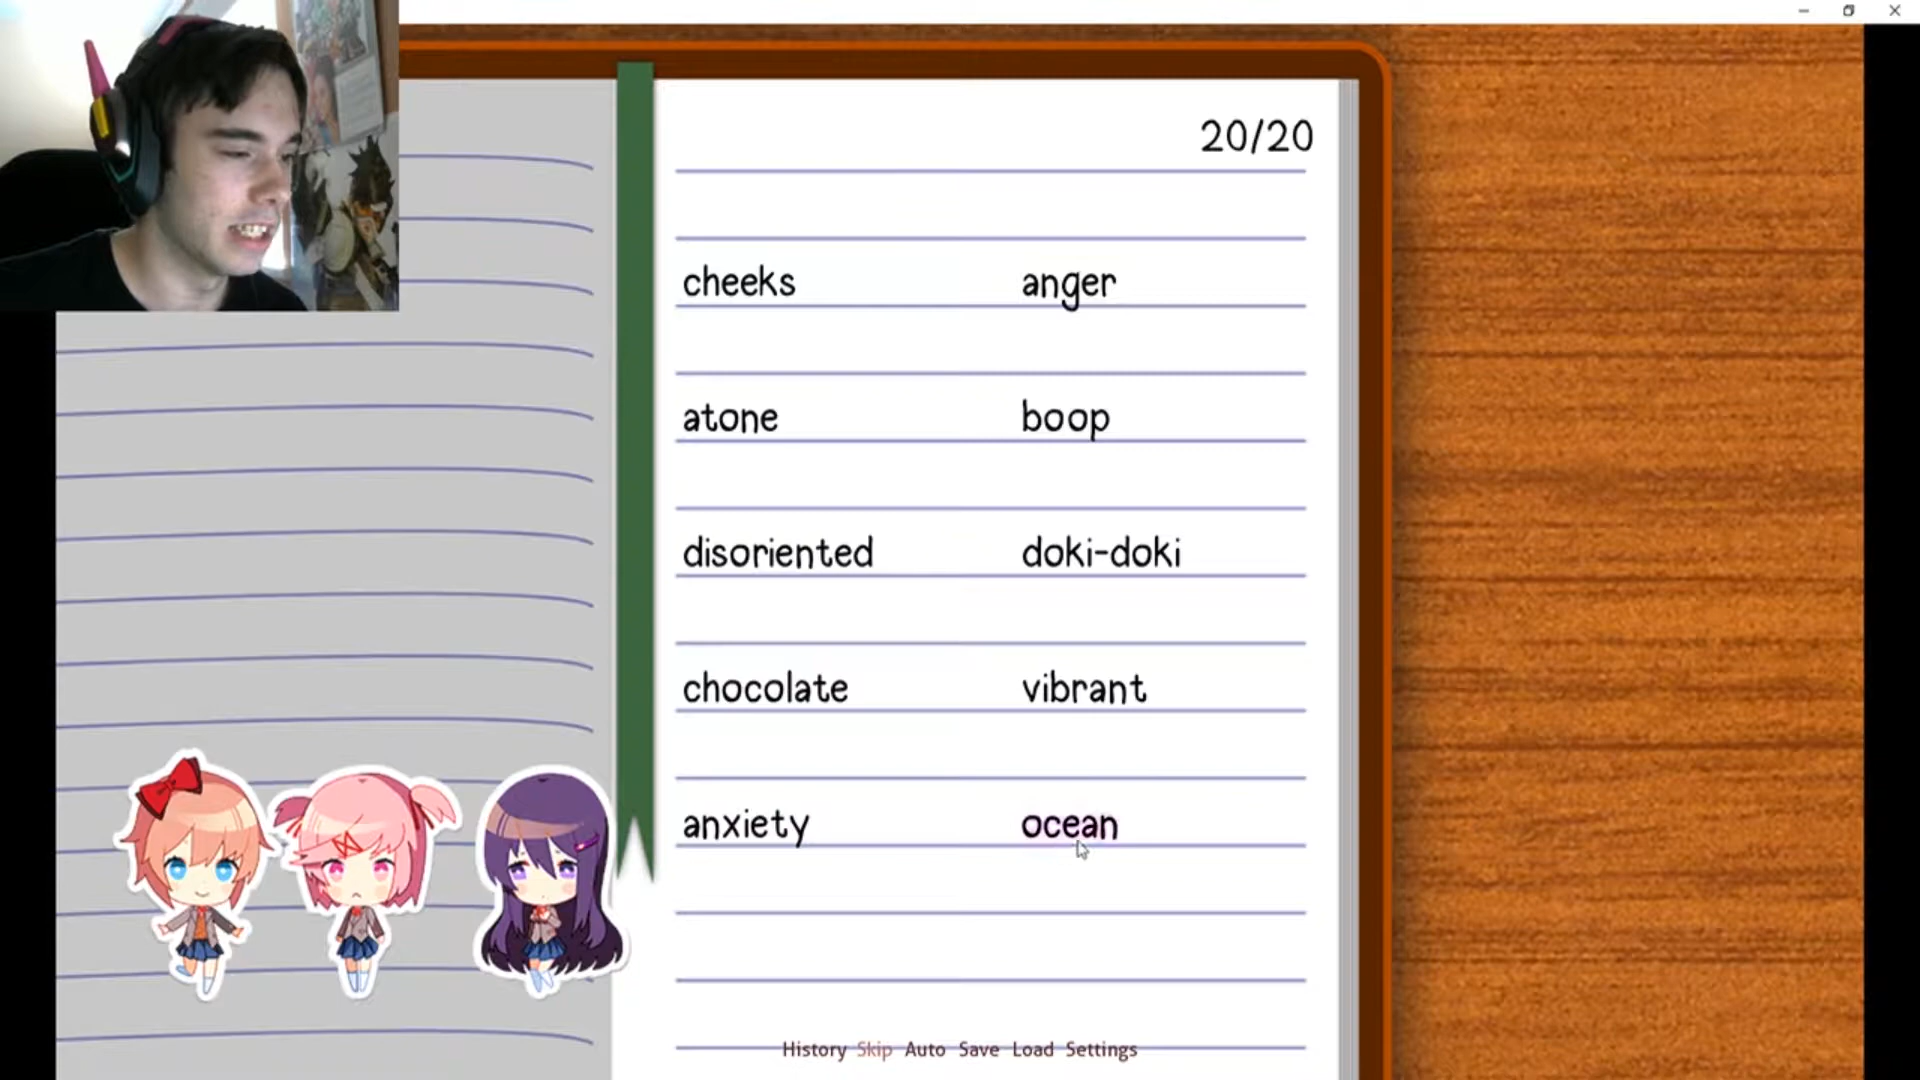 20/20
cheeks anger
atone boop
disoriented doki-doki
chocolate vibrant
anxiety ocean
History Skip Auto Save Load Settings